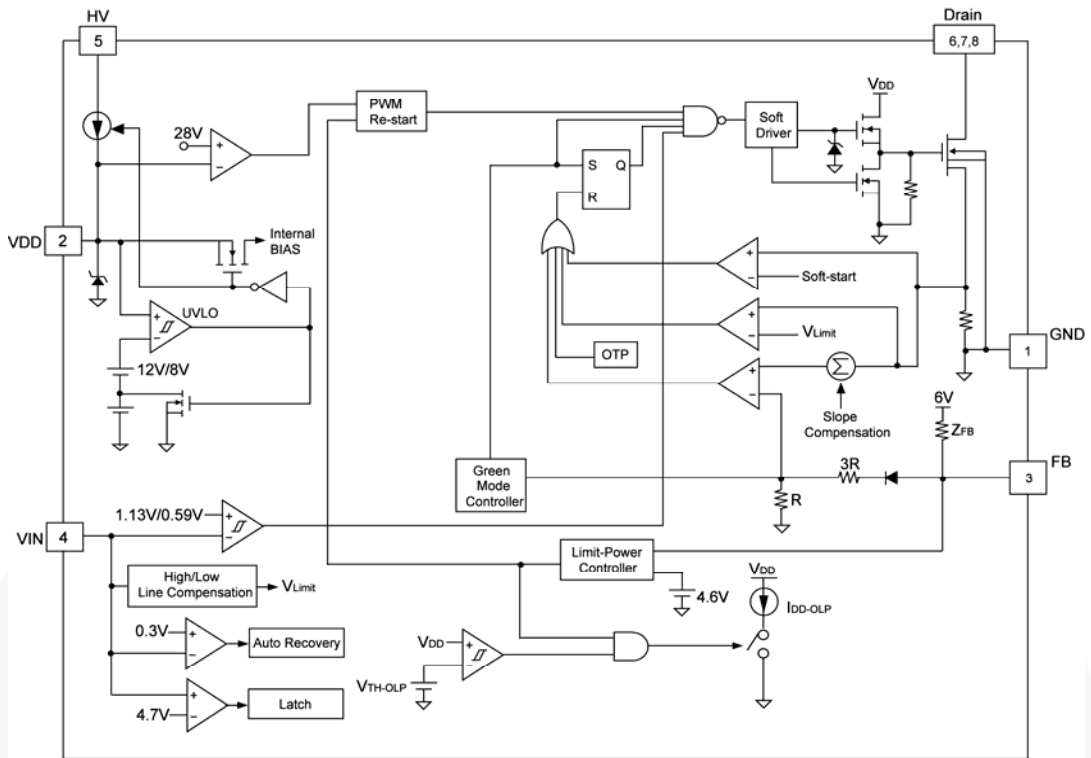 HV
5
Drain
6,7,8
PWM
Re-start
VDD
Soft
Driver
28V
+
−
S
Q
R
VDD
2
Internal
BIAS
+
−
Soft-start
UVLO
+
−
+
−
VLimit
GND
1
OTP
12V/8V
+
−
Σ
Slope
Compensation
6V
ZFB
Green
Mode
Controller
3R
FB
3
R
1.13V/0.59V
+
−
VIN
4
Limit-Power
Controller
High/Low
Line Compensation
VLimit
4.6V
VDD
IDD-OLP
0.3V
+
−
Auto Recovery
VDD
+
−
VTH-OLP
+
−
4.7V
Latch